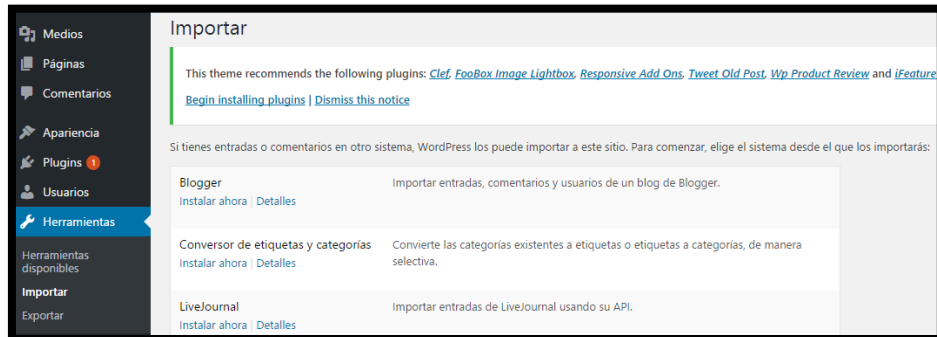 Medios
Páginas
Comentarios
Apariencia
Plugins 1
Usuarios
Herramientas
Herramientas
disponibles
Importar
Exportar
Importar
This theme recommends the following plugins: Clef, FooBox Image Lightbox, Responsive Add Ons, Tweet Old Post, Wp Product Review and iFeature
Begin installing plugins | Dismiss this notice
Si tienes entradas o comentarios en otro sistema, WordPress los puede importar a este sitio. Para comenzar, elige el sistema desde el que los importarás:
Blogger
Importar entradas, comentarios y usuarios de un blog de Blogger.
Instalar ahora | Detalles
Conversor de etiquetas y categorías
Convierte las categorías existentes a etiquetas o etiquetas a categorías, de manera
selectiva.
Instalar ahora | Detalles
LiveJournal
Importar entradas de LiveJournal usando su API.
Instalar ahora | Detalles